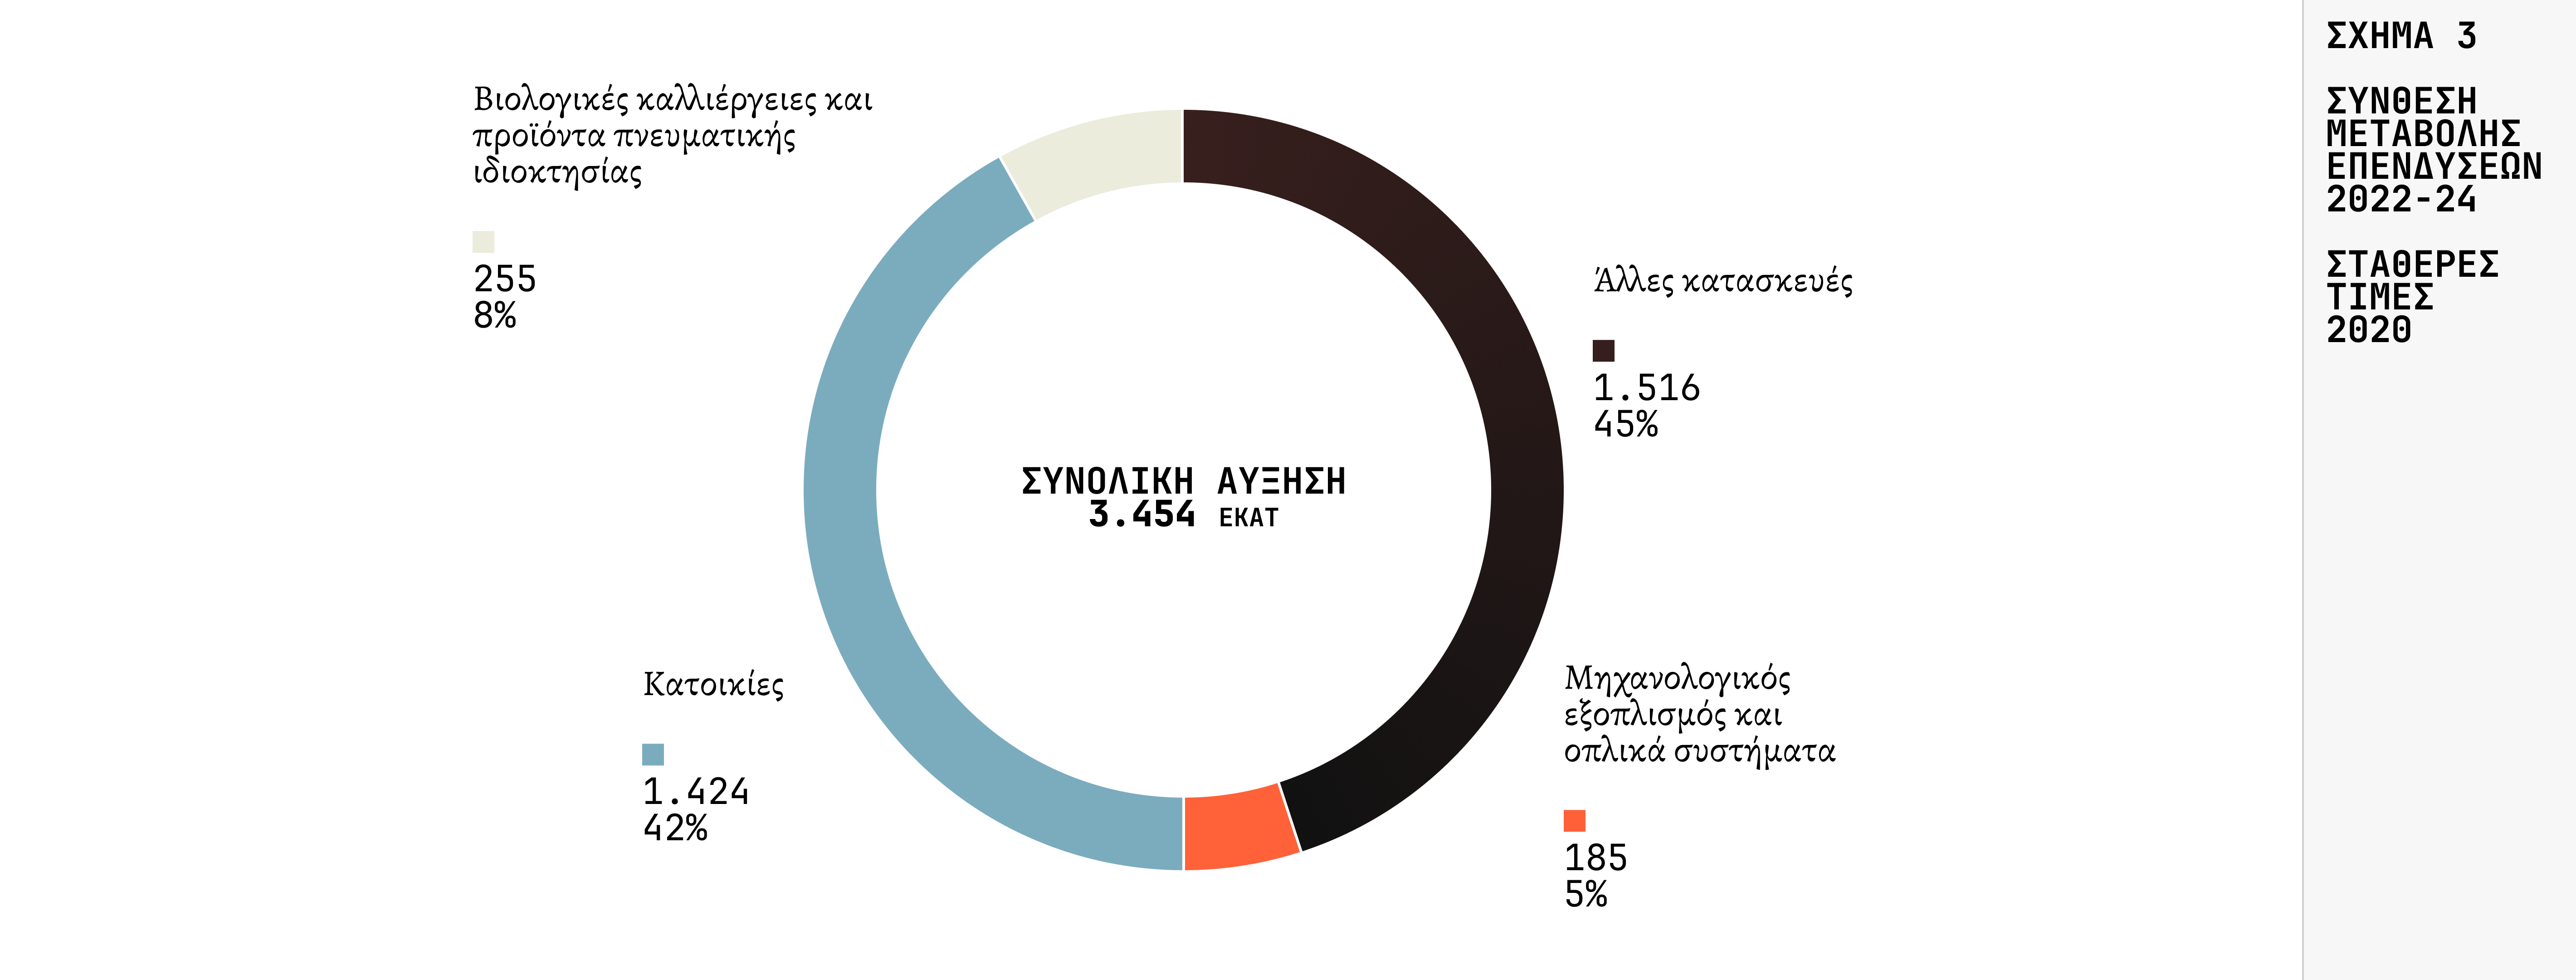 Βιολογικές καλλιέργειες και
προϊόντα πνευματικής
ιδιοκτησίας
255
8%
Άλλες κατασκευές
1.516
45%
ΣΥΝΟΛΙΚΗ ΑΥΞΗΣΗ
3.454 ΕΚΑΤ
Κατοικίες
1.424
42%
Μηχανολογικός
εξοπλισμός και
οπλικά συστήματα
185
5%
ΣΧΗΜΑ 3
ΣΥΝΘΕΣΗ
ΜΕΤΑΒΟΛΗΣ
ΕΠΕΝΔΥΣΕΩΝ
2022-24
ΣΤΑΘΕΡΕΣ
ΤΙΜΕΣ
2020